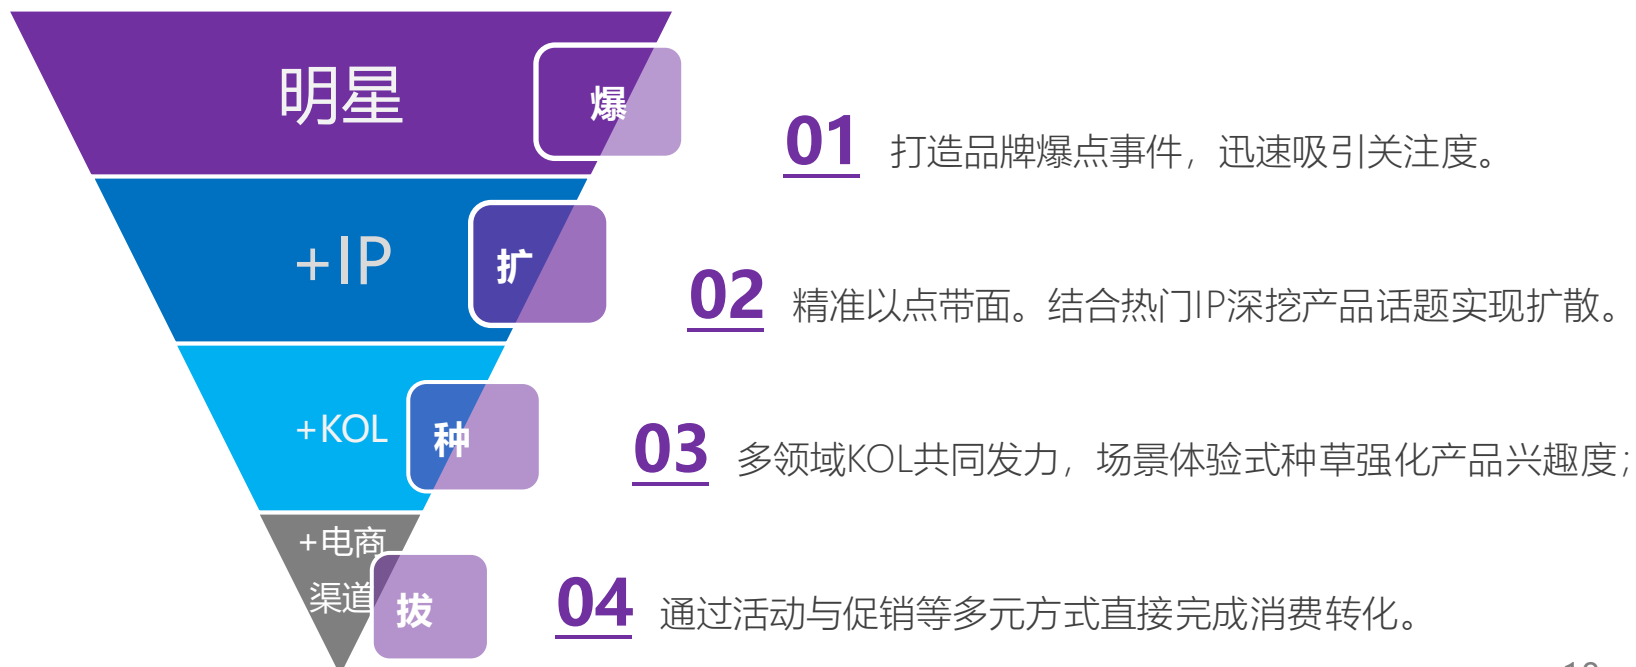 明星
爆
01 打造品牌爆点事件，迅速吸引关注度。
+IP
扩
02 精准以点带面。结合热门IP深挖产品话题实现扩散。
+KOL
种
03 多领域KOL共同发力，场景体验式种草强化产品兴趣度；
+电商
渠道
拔
04 通过活动与促销等多元方式直接完成消费转化。